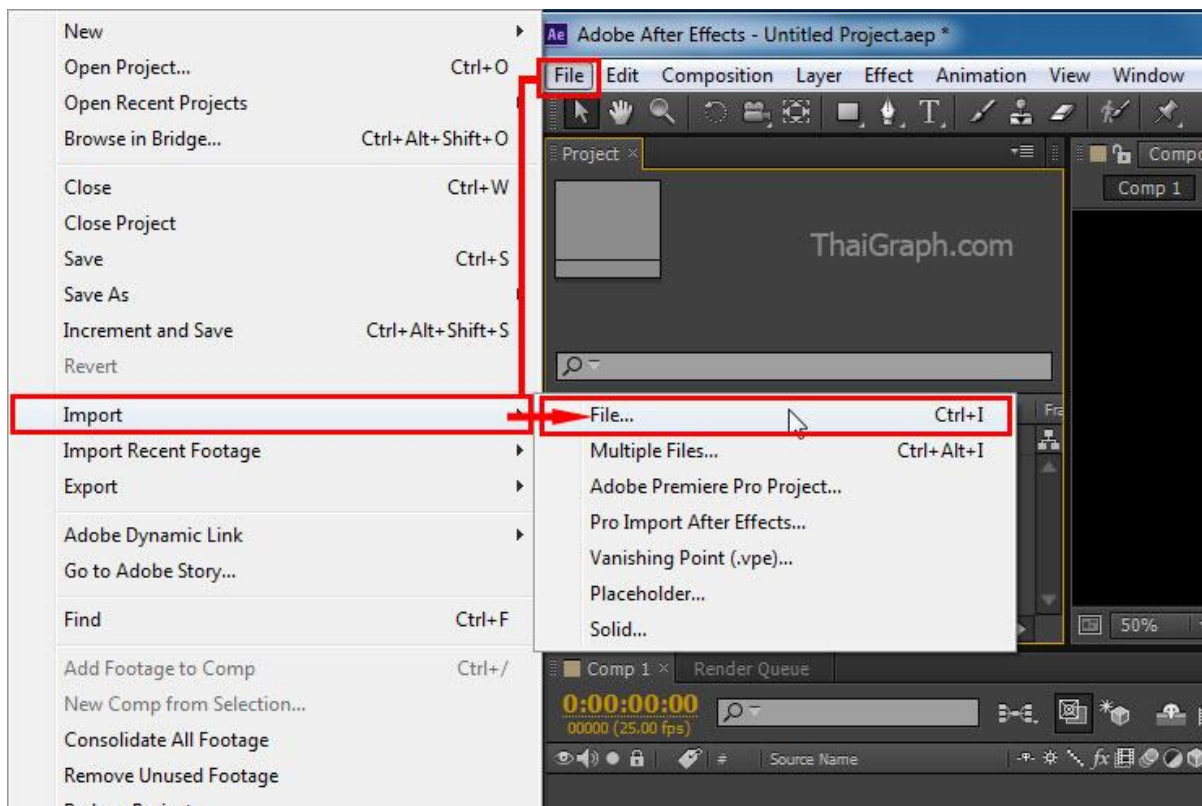 New
Open Project... Ctrl+O
Open Recent Projects
Browse in Bridge... Ctrl+Alt+Shift+O
Close Ctrl+W
Close Project
Save Ctrl+S
Save As
Increment and Save Ctrl+Alt+Shift+S
Revert
Import
Import Recent Footage
Export
Adobe Dynamic Link
Go to Adobe Story...
Find Ctrl+F
Add Footage to Comp Ctrl+/
New Comp from Selection...
Consolidate All Footage
Remove Unused Footage
Ae Adobe After Effects - Untitled Project.aep *
File Edit Composition Layer Effect Animation View Window
Project ×
Comp 1
ThaiGraph.com
File... Ctrl+I
Multiple Files... Ctrl+Alt+I
Adobe Premiere Pro Project...
Pro Import After Effects...
Vanishing Point (.vpe)...
Placeholder...
Solid...
50%
Comp 1 × Render Queue
0:00:00:00
00000 (25.00 fps)
# Source Name
fx